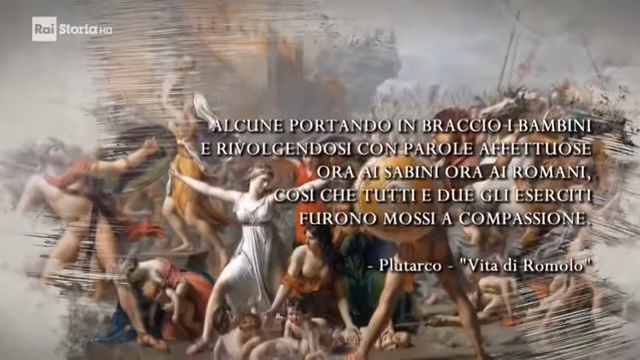 Rai Storia HD
ALCUNE PORTANDO IN BRACCIO I BAMBINI
E RIVOLGENDOSI CON PAROLE AFFETTUOSE
ORA AI SABINI ORA AI ROMANI,
COSÌ CHE TUTTI E DUE GLI ESERCITI
FURONO MOSSI A COMPASSIONE.
- Plutarco - "Vita di Romolo"